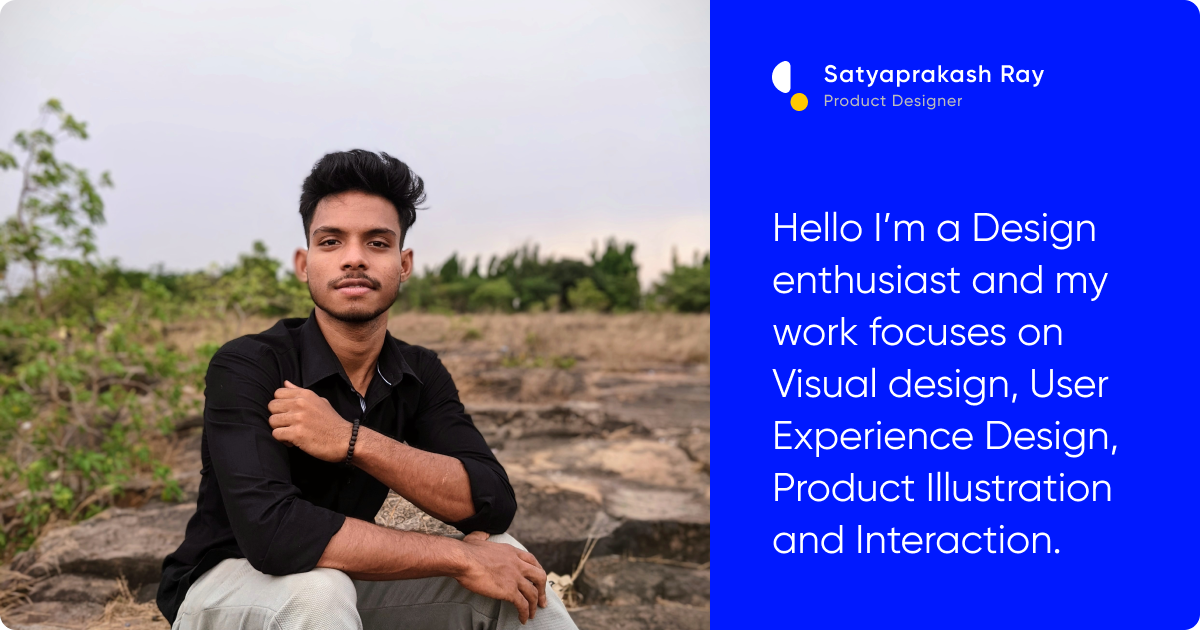 Satyaprakash Ray
Product Designer
Hello I’m a Design
enthusiast and my
work focuses on
Visual design, User
Experience Design,
Product Illustration
and Interaction.